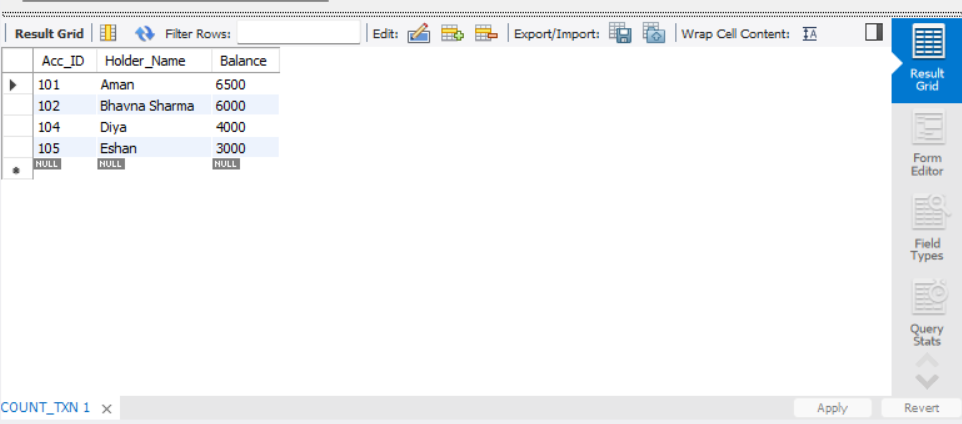 Result Grid Filter Rows: Edit: Export/Import: Wrap Cell Content: IA
Acc_ID Holder_Name Balance
101 Aman 6500
102 Bhavna Sharma 6000
104 Diya 4000
105 Eshan 3000
NULL NULL NULL
Result
Grid
Form
Editor
Field
Types
Query
Stats
COUNT_TXN 1 Apply Revert